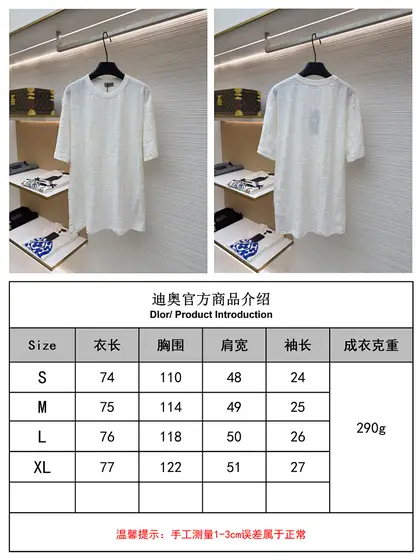 迪奥官方商品介绍
DIor/ Product Introduction
Size 衣长 胸围 肩宽 袖长 成衣克重
S 74 110 48 24
M 75 114 49 25
L 76 118 50 26
XL 77 122 51 27
290g
温馨提示：手工测量1-3cm误差属于正常